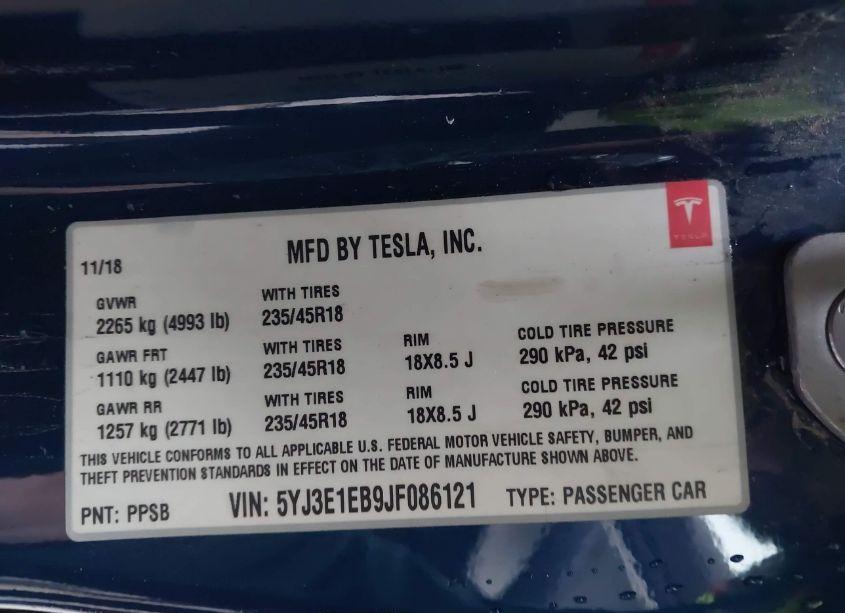 TESLA
11/18
MFD BY TESLA, INC.
GVWR
2265 kg (4993 lb)
WITH TIRES
235/45R18
GAWR FRT
1110 kg (2447 lb)
WITH TIRES
235/45R18
RIM
18X8.5 J
COLD TIRE PRESSURE
290 kPa, 42 psi
GAWR RR
1257 kg (2771 lb)
WITH TIRES
235/45R18
RIM
18X8.5 J
COLD TIRE PRESSURE
290 kPa, 42 psi
THIS VEHICLE CONFORMS TO ALL APPLICABLE U.S. FEDERAL MOTOR VEHICLE SAFETY, BUMPER, AND
THEFT PREVENTION STANDARDS IN EFFECT ON THE DATE OF MANUFACTURE SHOWN ABOVE.
PNT: PPSB
VIN: 5YJ3E1EB9JF086121
TYPE: PASSENGER CAR